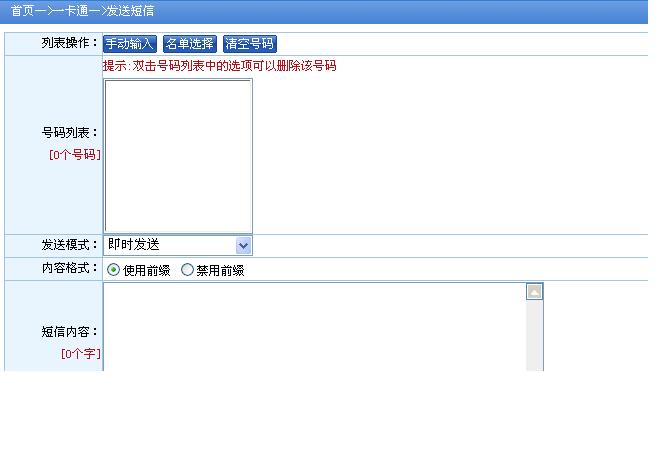 首页—>一卡通—>发送短信
列表操作： 手动输入 名单选择 清空号码
提示:双击号码列表中的选项可以删除该号码
号码列表：
[0个号码]
发送模式： 即时发送
内容格式： 使用前缀 禁用前缀
短信内容：
[0个字]